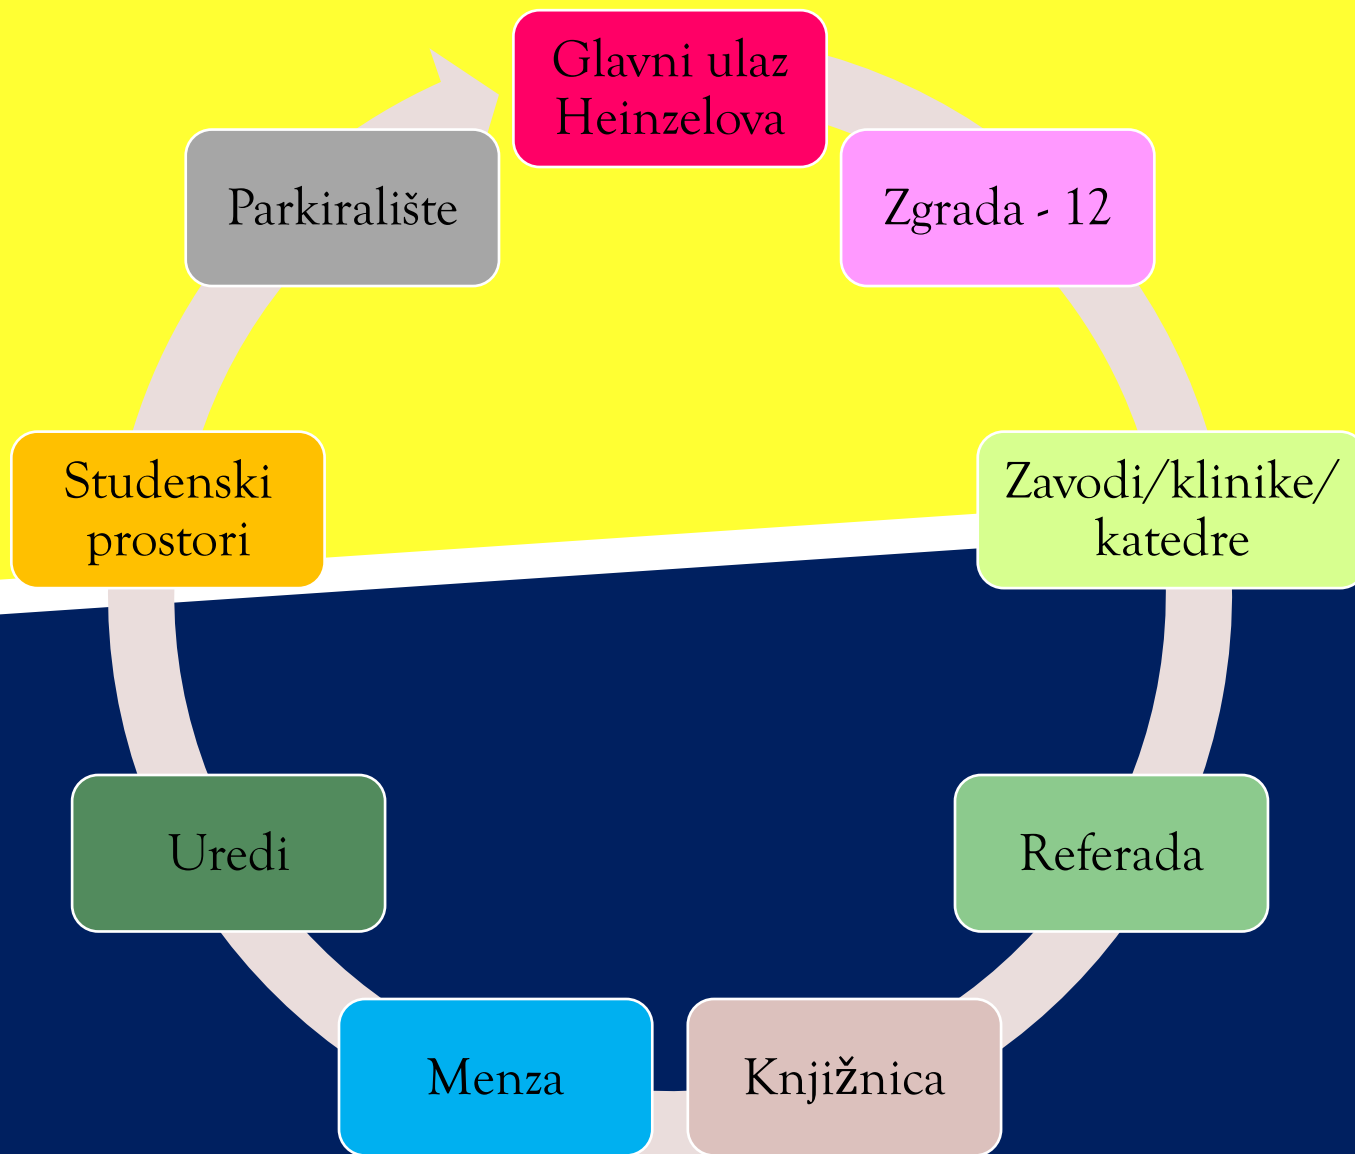 Glavni ulaz
Heinzelova
Zgrada - 12
Zavodi/klinike/
katedre
Referada
Knjižnica
Menza
Uredi
Studenski
prostori
Parkiralište